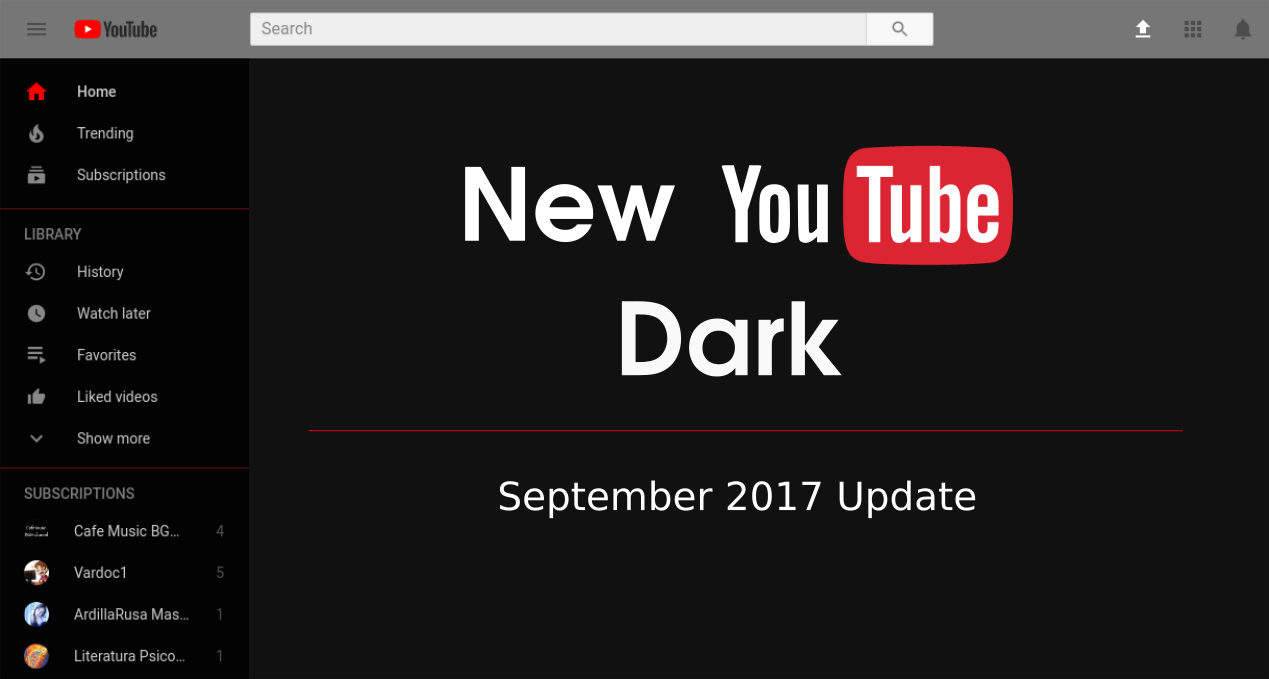 YouTube
Search
Home
Trending
Subscriptions
LIBRARY
History
Watch later
Favorites
Liked videos
Show more
SUBSCRIPTIONS
Cafe Music BG... 4
Vardoc1 5
ArdillaRusa Mas... 1
Literatura Psico... 1
New YouTube
Dark
September 2017 Update